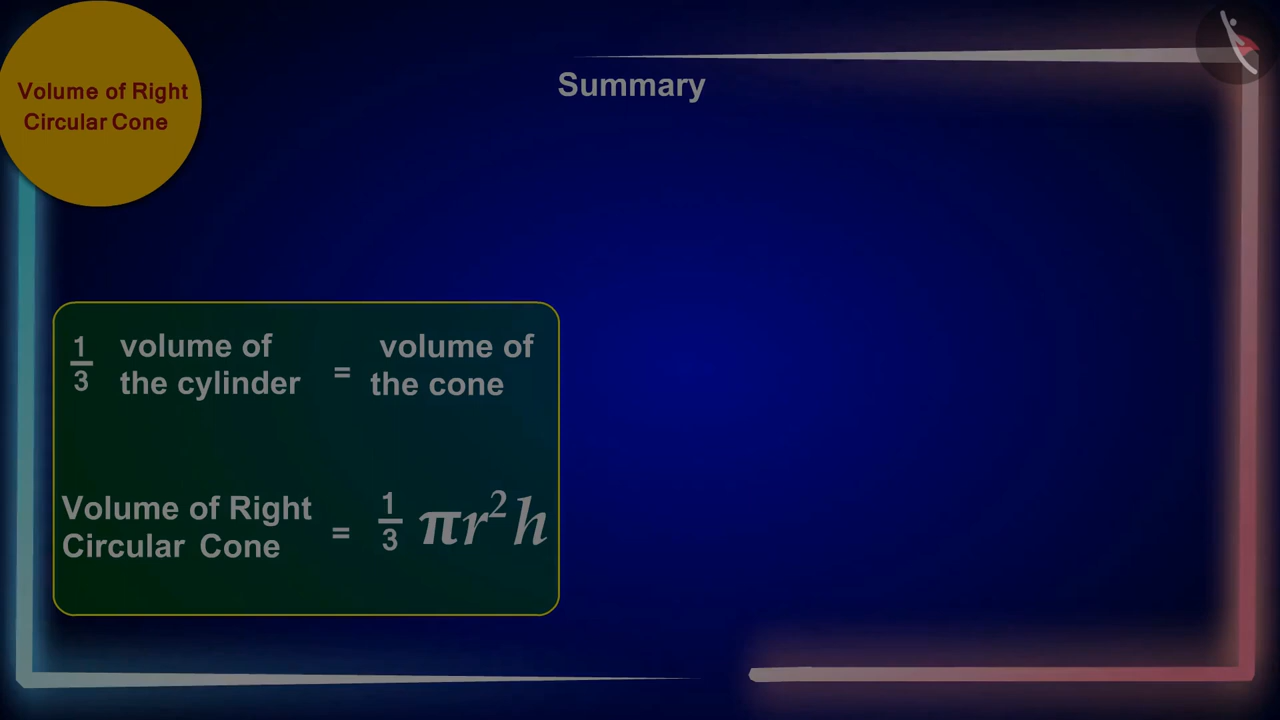 Volume of Right
Circular Cone
Summary
1/3 volume of the cylinder = volume of the cone
Volume of Right Circular Cone = 1/3 πr²h